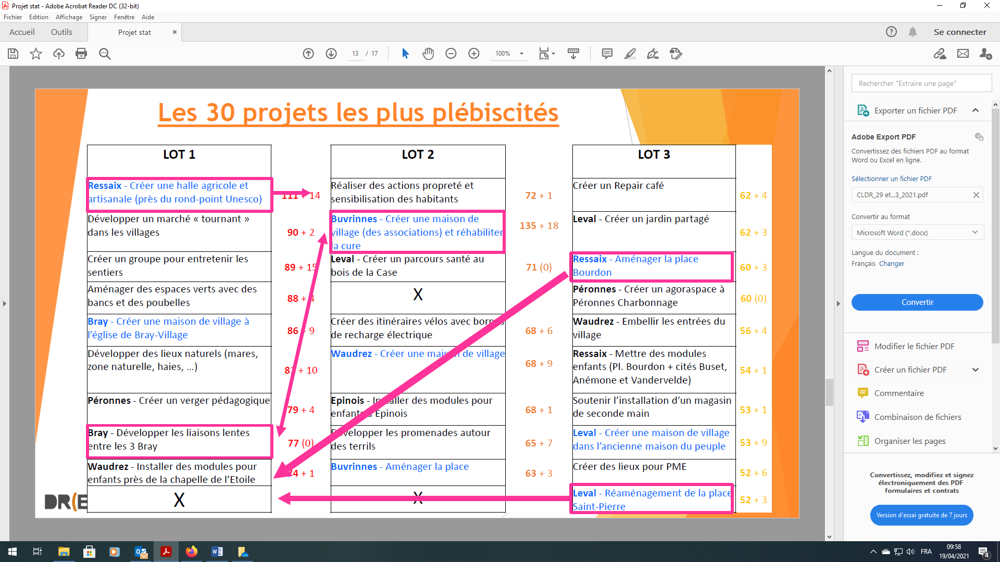 Projet stat - Adobe Acrobat Reader DC (32-bit)
Fichier Edition Affichage Signer Fenêtre Aide
Accueil Outils Projet stat Se connecter
13 / 17 100%
Les 30 projets les plus plébiscités
LOT 1
Ressaix - Créer une halle agricole et
artisanale (près du rond-point Unesco)
111 + 14
Développer un marché « tournant »
dans les villages
90 + 2
Créer un groupe pour entretenir les
sentiers
89 + 15
Aménager des espaces verts avec des
bancs et des poubelles
88 + 4
Bray - Créer une maison de village à
l’église de Bray-Village
86 + 9
Développer des lieux naturels (mares,
zone naturelle, haies, …)
+ 10
Péronnes - Créer un verger pédagogique
79 + 4
Bray - Développer les liaisons lentes
entre les 3 Bray
77 (0)
Waudrez - Installer des modules pour
enfants près de la chapelle de l’Etoile
74 + 1
X
DR(E
LOT 2
Réaliser des actions propreté et
sensibilisation des habitants
72 + 1
Buvrinnes - Créer une maison de
village (des associations) et réhabiliter
la cure
135 + 18
Leval - Créer un parcours santé au
bois de la Case
71 (0)
X
Créer des itinéraires vélos avec bornes
de recharge électrique
68 + 6
Waudrez - Créer une maison de village
68 + 9
Epinois - Installer des modules pour
enfants à Epinois
68 + 1
Développer les promenades autour
des terrils
65 + 7
Buvrinnes - Aménager la place
63 + 3
X
LOT 3
Créer un Repair café
62 + 4
Leval - Créer un jardin partagé
62 + 3
Ressaix - Aménager la place
Bourdon
60 + 3
Péronnes - Créer un agoraspace à
Péronnes Charbonnage
60 (0)
Waudrez - Embellir les entrées du
village
56 + 4
Ressaix - Mettre des modules
enfants (Pl. Bourdon + cités Buset,
Anémone et Vandervelde)
54 + 1
Soutenir l’installation d’un magasin
de seconde main
53 + 1
Leval - Créer une maison de village
dans l’ancienne maison du peuple
53 + 9
Créer des lieux pour PME
52 + 6
Leval - Réaménagement de la place
Saint-Pierre
52 + 3
Rechercher "Extraire une page"
Exporter un fichier PDF
Adobe Export PDF
Convertissez des fichiers PDF au format
Word ou Excel en ligne.
Sélectionner un fichier PDF
CLDR_29 et...3_2021.pdf
Convertir au format
Microsoft Word (*.docx)
Langue du document :
Français Changer
Convertir
Modifier le fichier PDF
Créer un fichier PDF
Commentaire
Combinaison de fichiers
Organiser les pages
Convertissez, modifiez et signez
électroniquement des PDF
formulaires et contrats
Version d'essai gratuite de 7 jours
FRA
09:58
19/04/2021
4